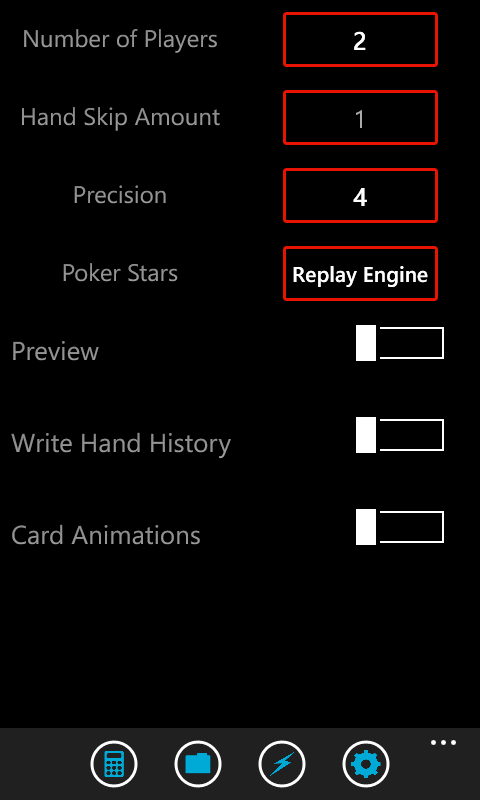 Number of Players 2
Hand Skip Amount 1
Precision 4
Poker Stars Replay Engine
Preview
Write Hand History
Card Animations